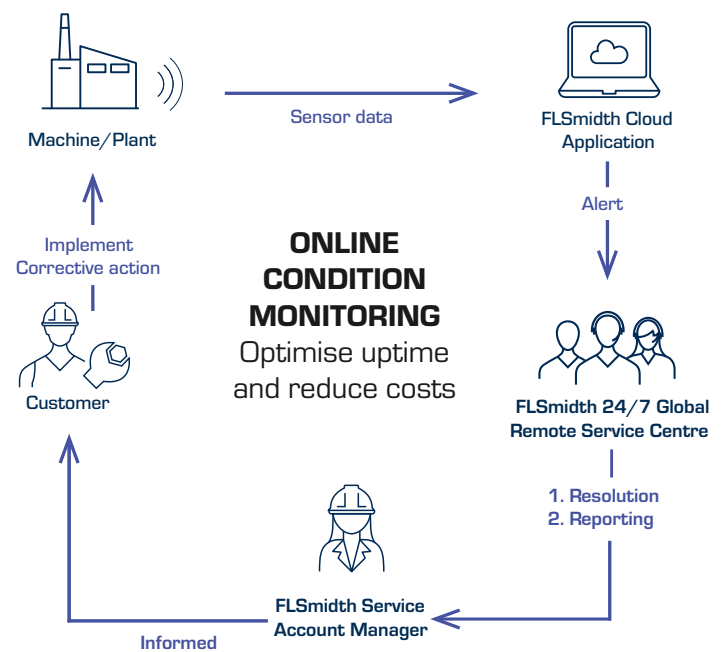 Machine/Plant
Sensor data
FLSmidth Cloud
Application
Alert
Implement
Corrective action
ONLINE
CONDITION
MONITORING
Optimise uptime
and reduce costs
Customer
FLSmidth 24/7 Global
Remote Service Centre
1. Resolution
2. Reporting
FLSmidth Service
Account Manager
Informed